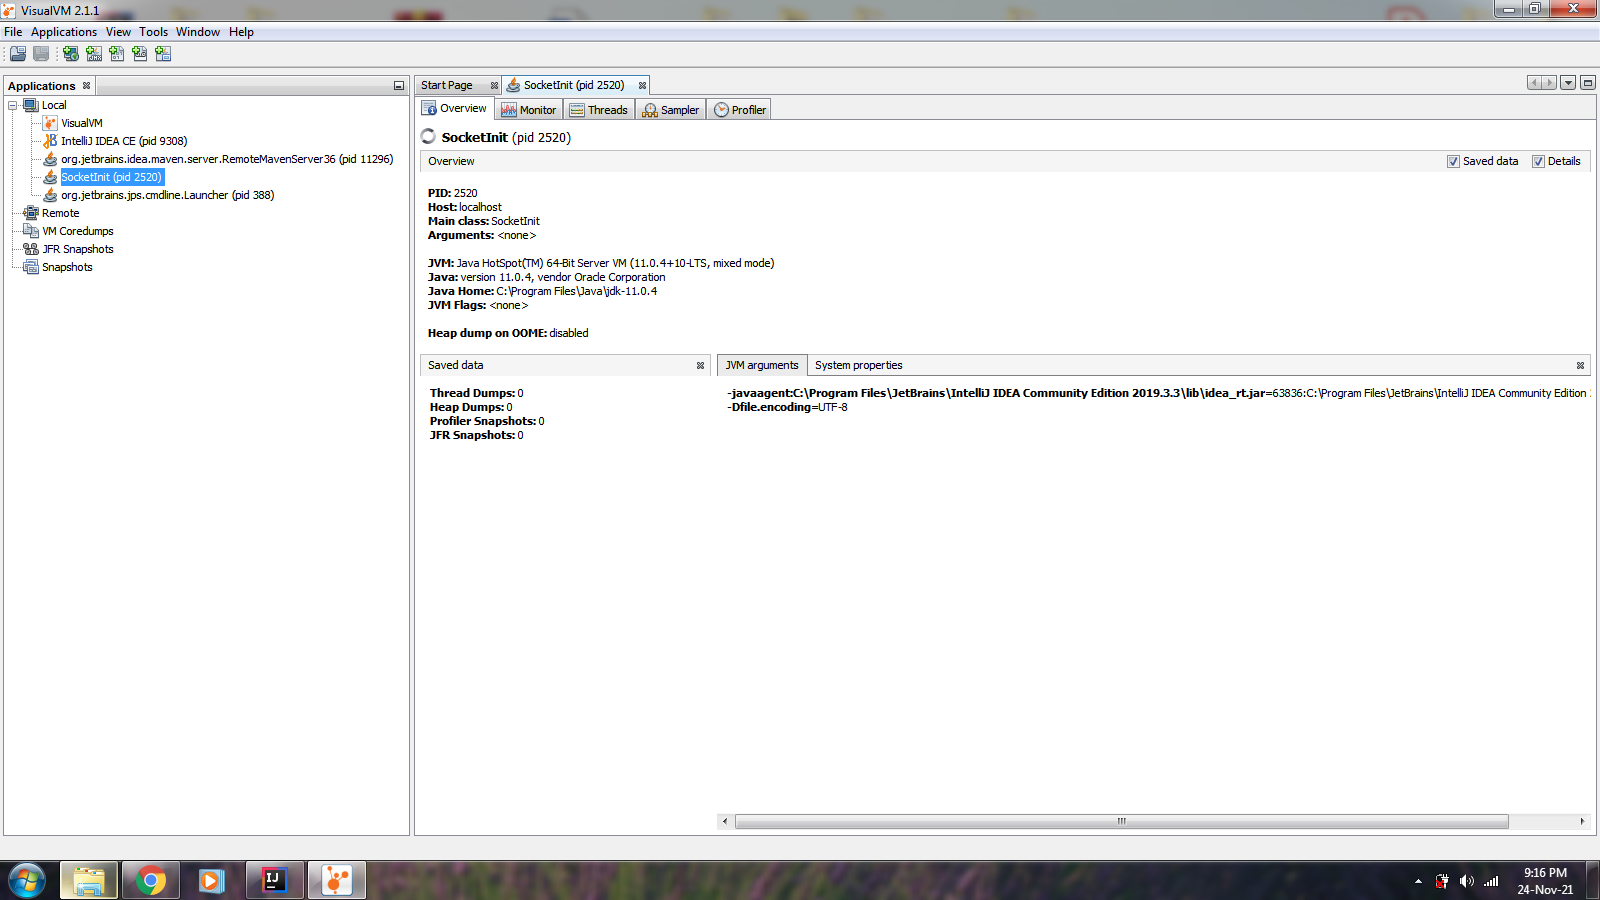 VisualVM 2.1.1
File Applications View Tools Window Help
Applications
Local
VisualVM
IntelliJ IDEA CE (pid 9308)
org.jetbrains.idea.maven.server.RemoteMavenServer36 (pid 11296)
SocketInit (pid 2520)
org.jetbrains.jps.cmdline.Launcher (pid 388)
Remote
VM Coredumps
JFR Snapshots
Snapshots
Start Page SocketInit (pid 2520)
Overview Monitor Threads Sampler Profiler
SocketInit (pid 2520)
Overview Saved data Details
PID: 2520
Host: localhost
Main class: SocketInit
Arguments: <none>
JVM: Java HotSpot(TM) 64-Bit Server VM (11.0.4+10-LTS, mixed mode)
Java: version 11.0.4, vendor Oracle Corporation
Java Home: C:\Program Files\Java\jdk-11.0.4
JVM Flags: <none>
Heap dump on OOME: disabled
Saved data
Thread Dumps: 0
Heap Dumps: 0
Profiler Snapshots: 0
JFR Snapshots: 0
JVM arguments System properties
-javaagent:C:\Program Files\JetBrains\IntelliJ IDEA Community Edition 2019.3.3\lib\idea_rt.jar=63836:C:\Program Files\JetBrains\IntelliJ IDEA Community Edition
-Dfile.encoding=UTF-8
9:16 PM
24-Nov-21